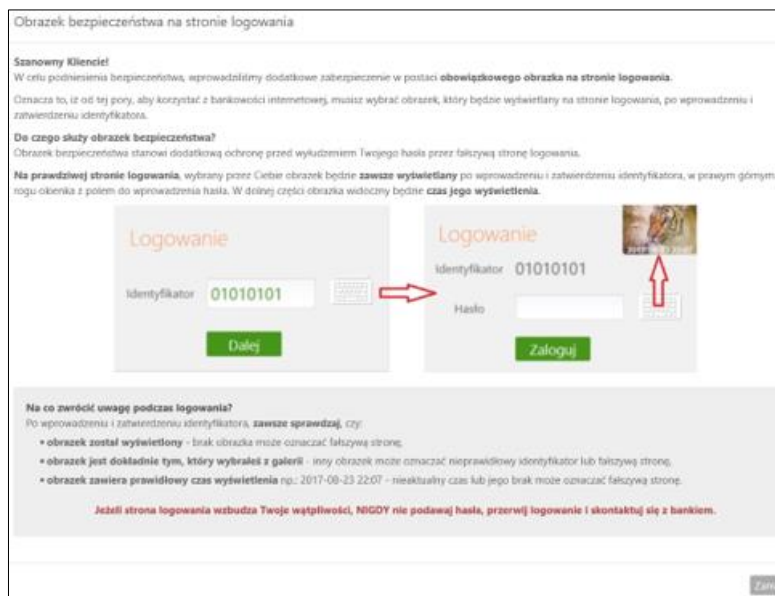 Obrazek bezpieczeństwa na stronie logowania
Szanowny Kliencie!
W celu podniesienia bezpieczeństwa, wprowadziliśmy dodatkowe zabezpieczenie w postaci obowiązkowego obrazka na stronie logowania.
Oznacza to, iż od tej pory, aby korzystać z bankowości internetowej, musisz wybrać obrazek, który będzie wyświetlany na stronie logowania, po wprowadzeniu i
zatwierdzeniu identyfikatora.
Do czego służy obrazek bezpieczeństwa?
Obrazek bezpieczeństwa stanowi dodatkową ochronę przed wyłudzeniem Twojego hasła przez fałszywą stronę logowania.
Na prawdziwej stronie logowania, wybrany przez Ciebie obrazek będzie zawsze wyświetlany po wprowadzeniu i zatwierdzeniu identyfikatora, w prawym górnym
rogu okienka z polem do wprowadzenia hasła. W dolnej części obrazka widoczny będzie czas jego wyświetlenia.
Logowanie
Identyfikator 01010101
Dalej
Logowanie
2017-08-23 22:07
Identyfikator 01010101
Hasło
Zaloguj
Na co zwrócić uwagę podczas logowania?
Po wprowadzeniu i zatwierdzeniu identyfikatora, zawsze sprawdzaj, czy:
• obrazek został wyświetlony - brak obrazka może oznaczać fałszywą stronę,
• obrazek jest dokładnie tym, który wybrałeś z galerii - inny obrazek może oznaczać nieprawidłowy identyfikator lub fałszywą stronę,
• obrazek zawiera prawidłowy czas wyświetlenia np.: 2017-08-23 22:07 - nieaktualny czas lub jego brak może oznaczać fałszywą stronę.
Jeżeli strona logowania wzbudza Twoje wątpliwości, NIGDY nie podawaj hasła, przerwij logowanie i skontaktuj się z bankiem.